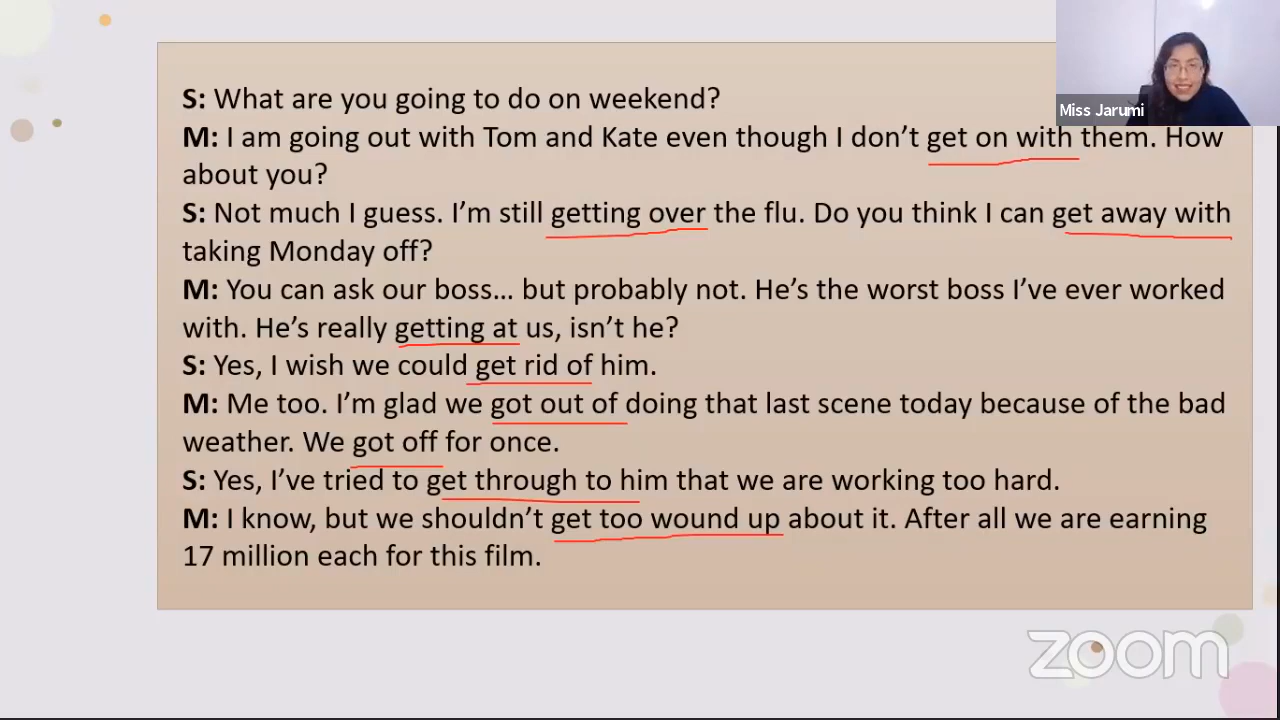 S: What are you going to do on weekend?
Miss Jarumi
M: I am going out with Tom and Kate even though I don’t get on with them. How
about you?
S: Not much I guess. I’m still getting over the flu. Do you think I can get away with
taking Monday off?
M: You can ask our boss… but probably not. He’s the worst boss I’ve ever worked
with. He’s really getting at us, isn’t he?
S: Yes, I wish we could get rid of him.
M: Me too. I’m glad we got out of doing that last scene today because of the bad
weather. We got off for once.
S: Yes, I’ve tried to get through to him that we are working too hard.
M: I know, but we shouldn’t get too wound up about it. After all we are earning
17 million each for this film.
zoom